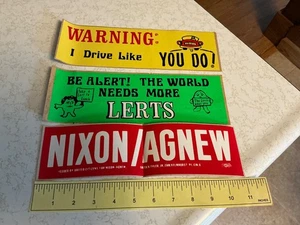 WARNING:
I Drive Like YOU DO!
BE ALERT! THE WORLD
NEEDS MORE
LERTS
NIXON/AGNEW
1 2 3 4 5 6 7 8 9 10 11